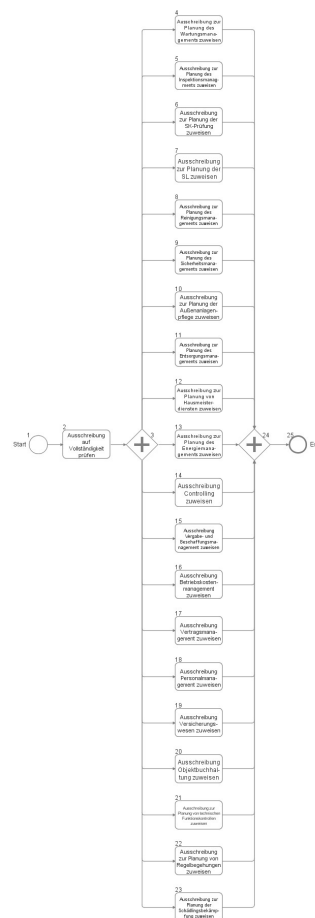 4
Ausschreibung zur
Planung des
Wartungsmana-
gements zuweisen
5
Ausschreibung zur
Planung des
Inspektionsmanag-
ments zuweisen
6
Ausschreibung
zur Planung der
SK-Prüfung
zuweisen
7
Ausschreibung
zur Planung der
SL zuweisen
8
Ausschreibung zur
Planung des
Reinigungsmana-
gements zuweisen
9
Ausschreibung zur
Planung des
Sicherheitsmana-
gements zuweisen
10
Ausschreibung
zur Planung der
Außenanlagen-
pflege zuweisen
11
Ausschreibung zur
Planung des
Entsorgungsmana-
gements zuweisen
12
Ausschreibung zur
Planung von
Hausmeister-
diensten zuweisen
Start
1
2
Ausschreibung
auf
Vollständigkeit
prüfen
3
13
Ausschreibung zur
Planung des
Energiemana-
gements zuweisen
24
25
14
Ausschreibung
Controlling
zuweisen
15
Ausschreibung
Vergabe- und
Beschaffungsma-
nagement zuweisen
16
Ausschreibung
Betriebskosten-
management
zuweisen
17
Ausschreibung
Vertragsmana-
gement zuweisen
18
Ausschreibung
Personalmana-
gement zuweisen
19
Ausschreibung
Versicherungs-
wesen zuweisen
20
Ausschreibung
Objektbuchhal-
tung zuweisen
21
Ausschreibung zur
Planung von technischen
Funktionskontrollen
zuweisen
22
Ausschreibung
zur Planung von
Regelbegehungen
zuweisen
23
Ausschreibung zur
Planung der
Schädlingsbekämp-
fung zuweisen